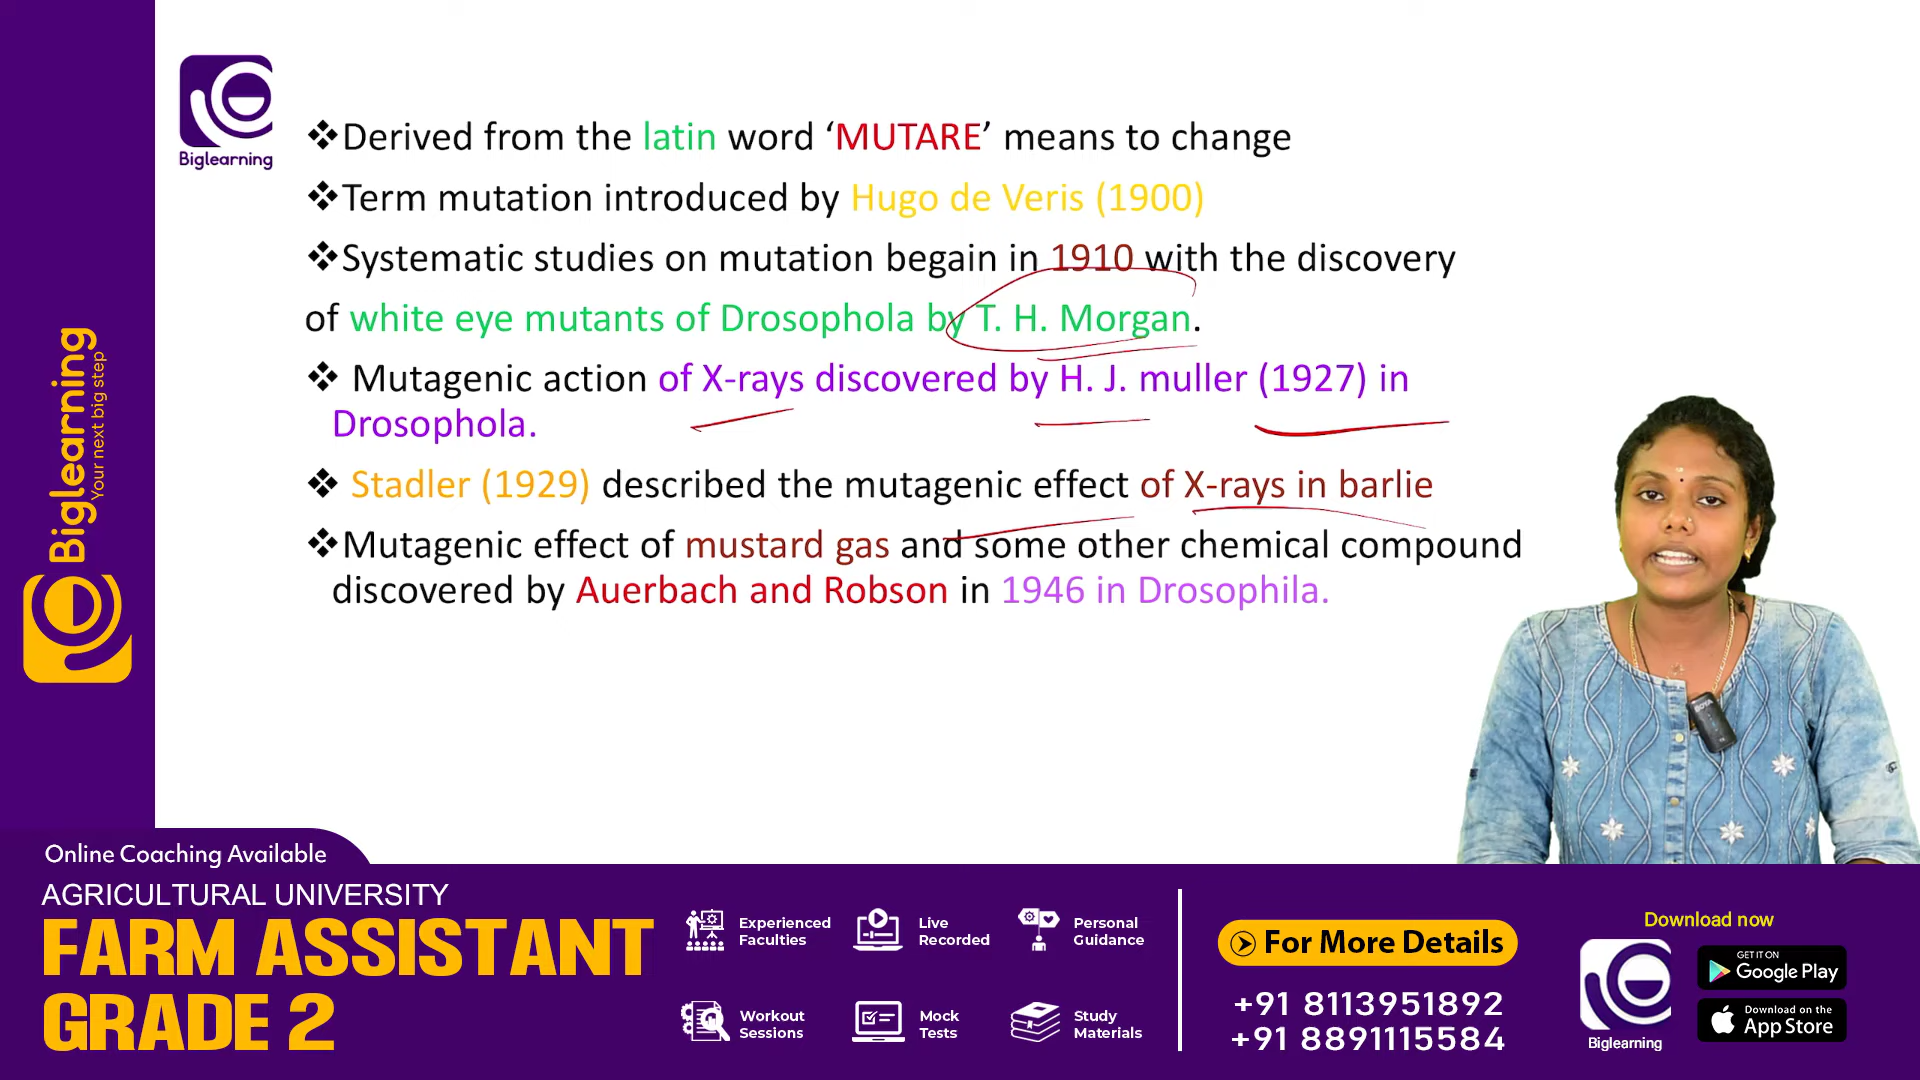 Biglearning
❖Derived from the latin word ‘MUTARE’ means to change
❖Term mutation introduced by Hugo de Veris (1900)
❖Systematic studies on mutation begain in 1910 with the discovery
of white eye mutants of Drosophola by T. H. Morgan.
❖ Mutagenic action of X-rays discovered by H. J. muller (1927) in
Drosophola.
❖ Stadler (1929) described the mutagenic effect of X-rays in barlie
❖Mutagenic effect of mustard gas and some other chemical compound
discovered by Auerbach and Robson in 1946 in Drosophila.
Biglearning
Your next big step
Online Coaching Available
AGRICULTURAL UNIVERSITY
FARM ASSISTANT
GRADE 2
Experienced
Faculties
Live
Recorded
Personal
Guidance
Workout
Sessions
Mock
Tests
Study
Materials
For More Details
+91 8113951892
+91 8891115584
Download now
Biglearning
GET IT ON
Google Play
Download on the
App Store